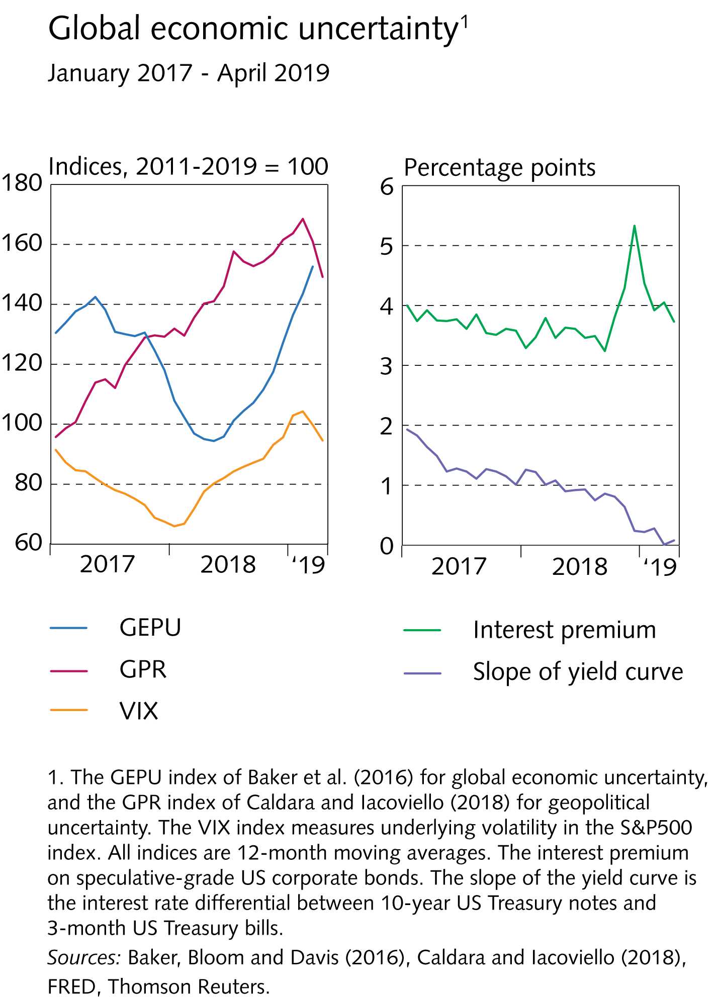 Global economic uncertainty¹
January 2017 - April 2019
Indices, 2011-2019 = 100
180
160
140
120
100
80
60
2017
2018
‘19
GEPU
GPR
VIX
Percentage points
6
5
4
3
2
1
0
2017
2018
‘19
Interest premium
Slope of yield curve
1. The GEPU index of Baker et al. (2016) for global economic uncertainty,
and the GPR index of Caldara and Iacoviello (2018) for geopolitical
uncertainty. The VIX index measures underlying volatility in the S&P500
index. All indices are 12-month moving averages. The interest premium
on speculative-grade US corporate bonds. The slope of the yield curve is
the interest rate differential between 10-year US Treasury notes and
3-month US Treasury bills.
Sources: Baker, Bloom and Davis (2016), Caldara and Iacoviello (2018),
FRED, Thomson Reuters.